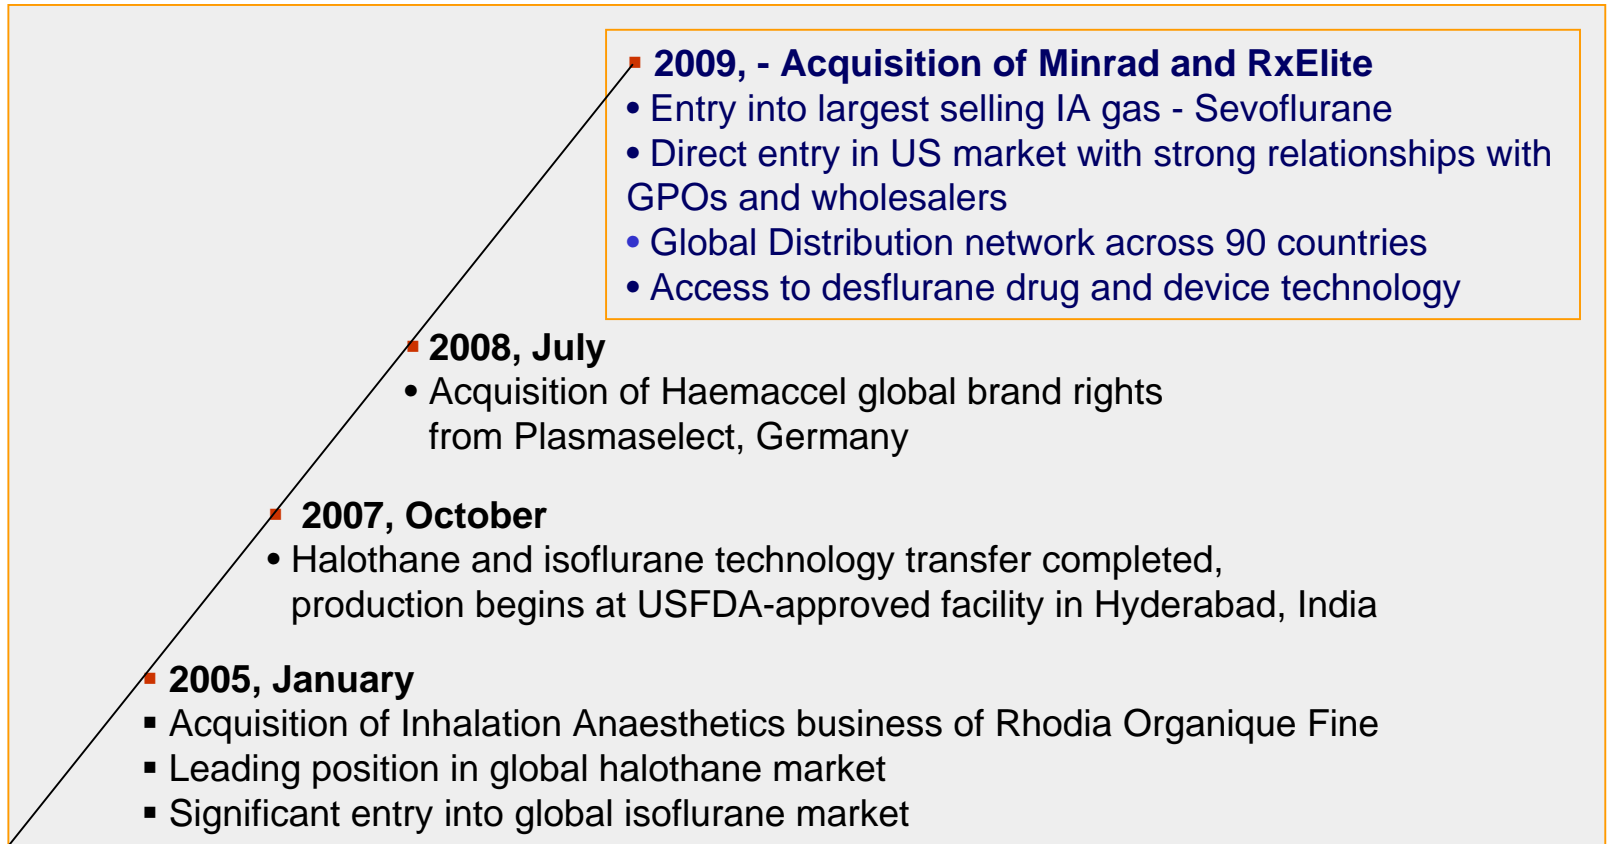 ▪ 2009, - Acquisition of Minrad and RxElite
• Entry into largest selling IA gas - Sevoflurane
• Direct entry in US market with strong relationships with
GPOs and wholesalers
• Global Distribution network across 90 countries
• Access to desflurane drug and device technology
▪ 2008, July
• Acquisition of Haemaccel global brand rights
from Plasmaselect, Germany
▪ 2007, October
• Halothane and isoflurane technology transfer completed,
production begins at USFDA-approved facility in Hyderabad, India
▪ 2005, January
▪ Acquisition of Inhalation Anaesthetics business of Rhodia Organique Fine
▪ Leading position in global halothane market
▪ Significant entry into global isoflurane market